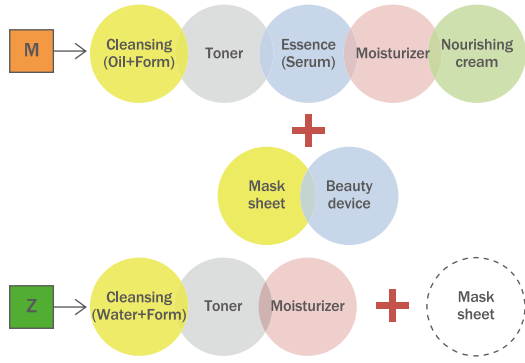 M
Cleansing
(Oil+Form)
Toner
Essence
(Serum)
Moisturizer
Nourishing
cream
Mask
sheet
Beauty
device
Z
Cleansing
(Water+Form)
Toner
Moisturizer
Mask
sheet